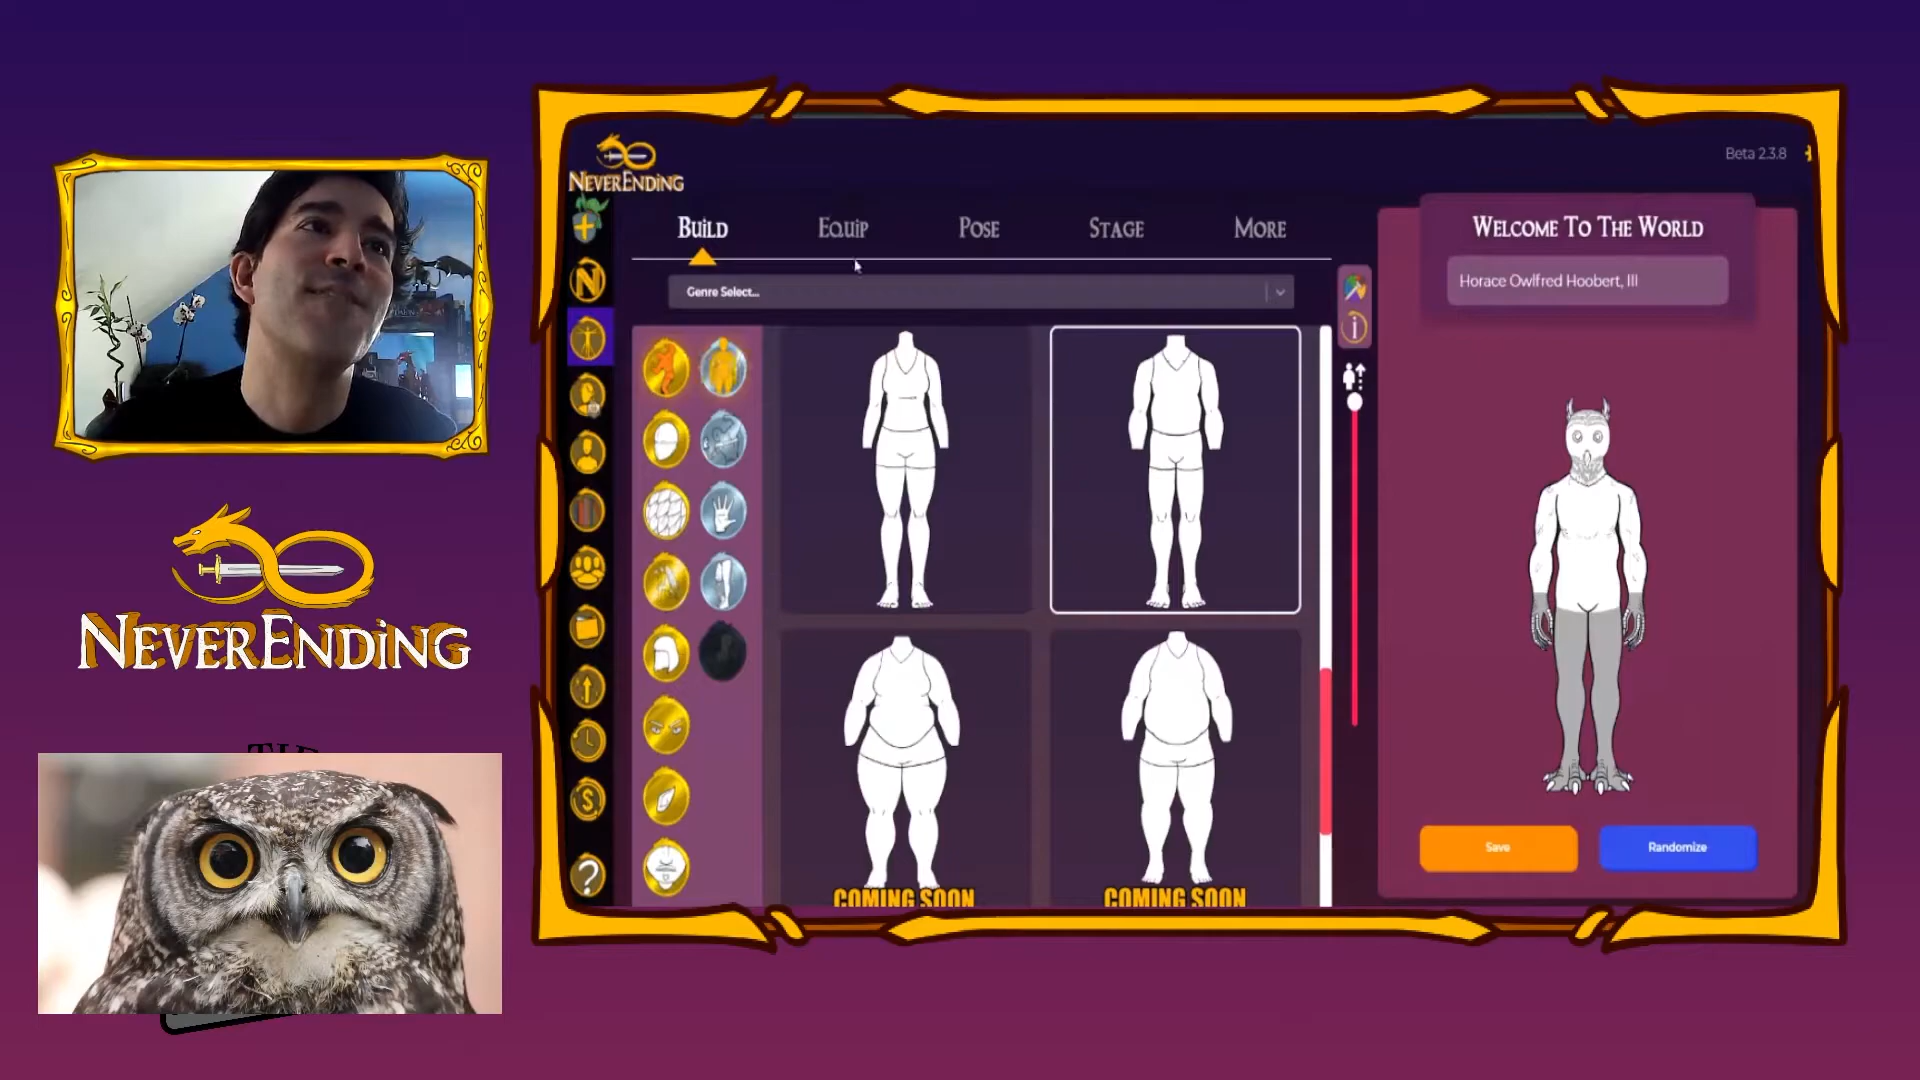 NEVERENDING
Beta 2.3.8
BUILD
EQUIP
POSE
STAGE
MORE
Genre Select...
WELCOME TO THE WORLD
Horace Owlfred Hoobert, III
COMING SOON
COMING SOON
Save
Randomize
NEVERENDING